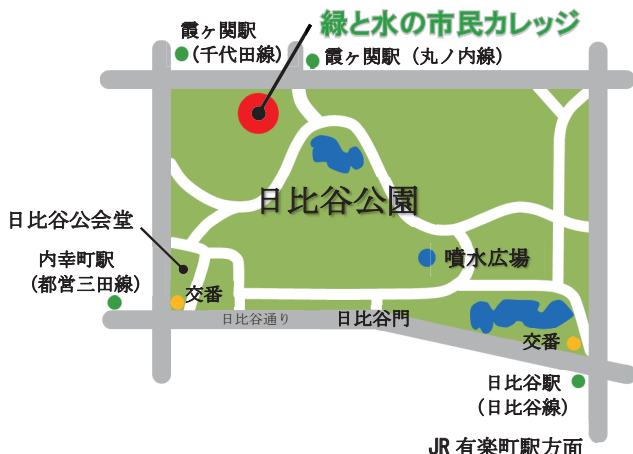 緑と水の市民カレッジ
霞ヶ関駅
(千代田線)
霞ヶ関駅（丸ノ内線）
日比谷公園
日比谷公会堂
噴水広場
内幸町駅
(都営三田線)
交番
日比谷通り
日比谷門
交番
日比谷駅
(日比谷線)
JR 有楽町駅方面